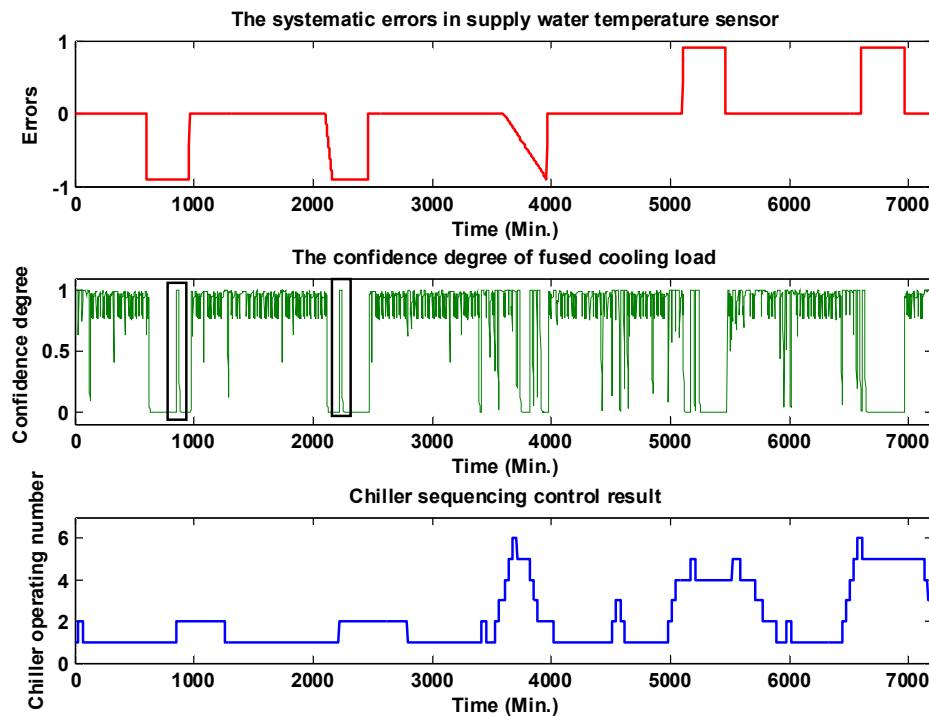 The systematic errors in supply water temperature sensor
1
0
-1
Errors
0 1000 2000 3000 4000 5000 6000 7000
Time (Min.)
The confidence degree of fused cooling load
1
0.5
0
Confidence degree
0 1000 2000 3000 4000 5000 6000 7000
Time (Min.)
Chiller sequencing control result
6
4
2
0
Chiller operating number
0 1000 2000 3000 4000 5000 6000 7000
Time (Min.)